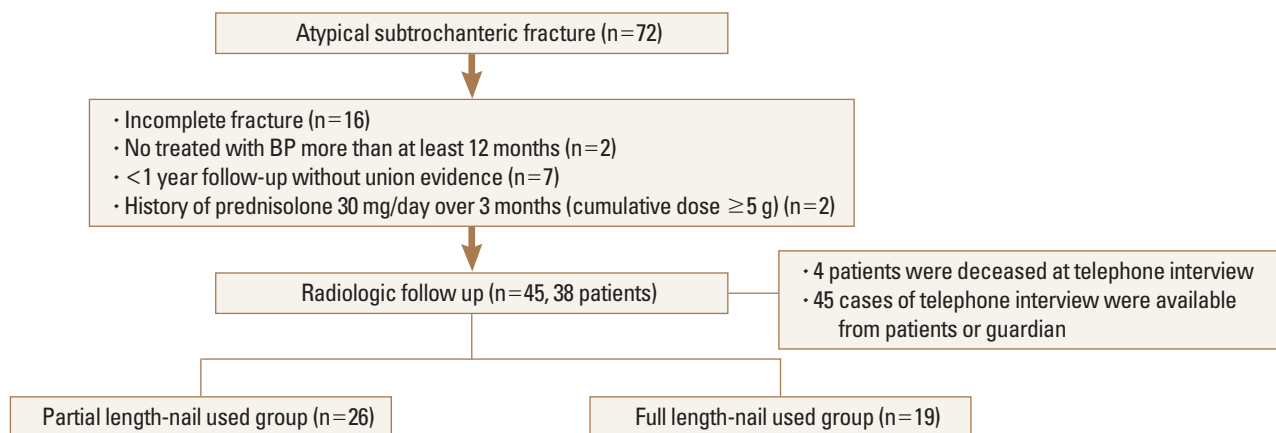 Atypical subtrochanteric fracture (n=72)
· Incomplete fracture (n=16)
· No treated with BP more than at least 12 months (n=2)
· <1 year follow-up without union evidence (n=7)
· History of prednisolone 30 mg/day over 3 months (cumulative dose ≥5 g) (n=2)
Radiologic follow up (n=45, 38 patients)
· 4 patients were deceased at telephone interview
· 45 cases of telephone interview were available
from patients or guardian
Partial length-nail used group (n=26)
Full length-nail used group (n=19)